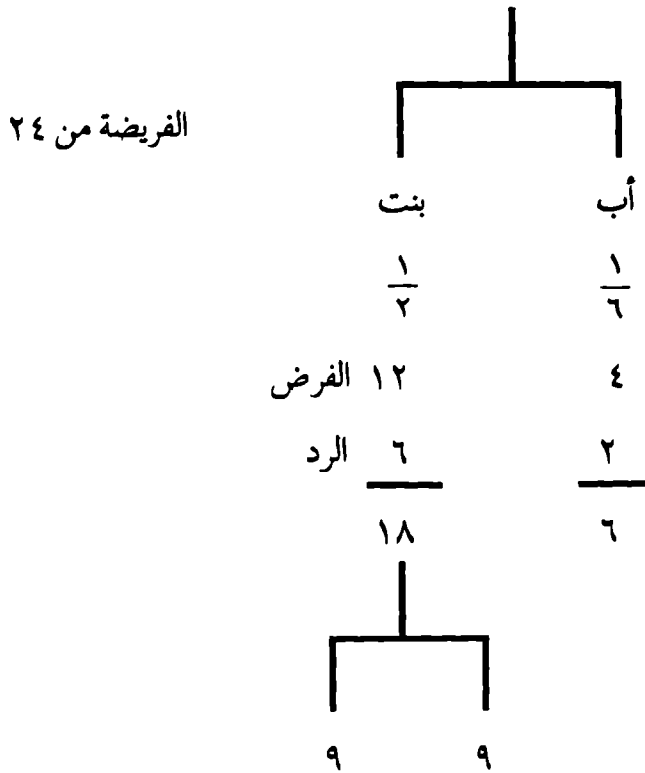 الفريضة من ٢٤
أب بنت
١/٦ ١/٢
٤ ١٢ الفرض
٢ ٦ الرد
٦ ١٨
٩ ٩